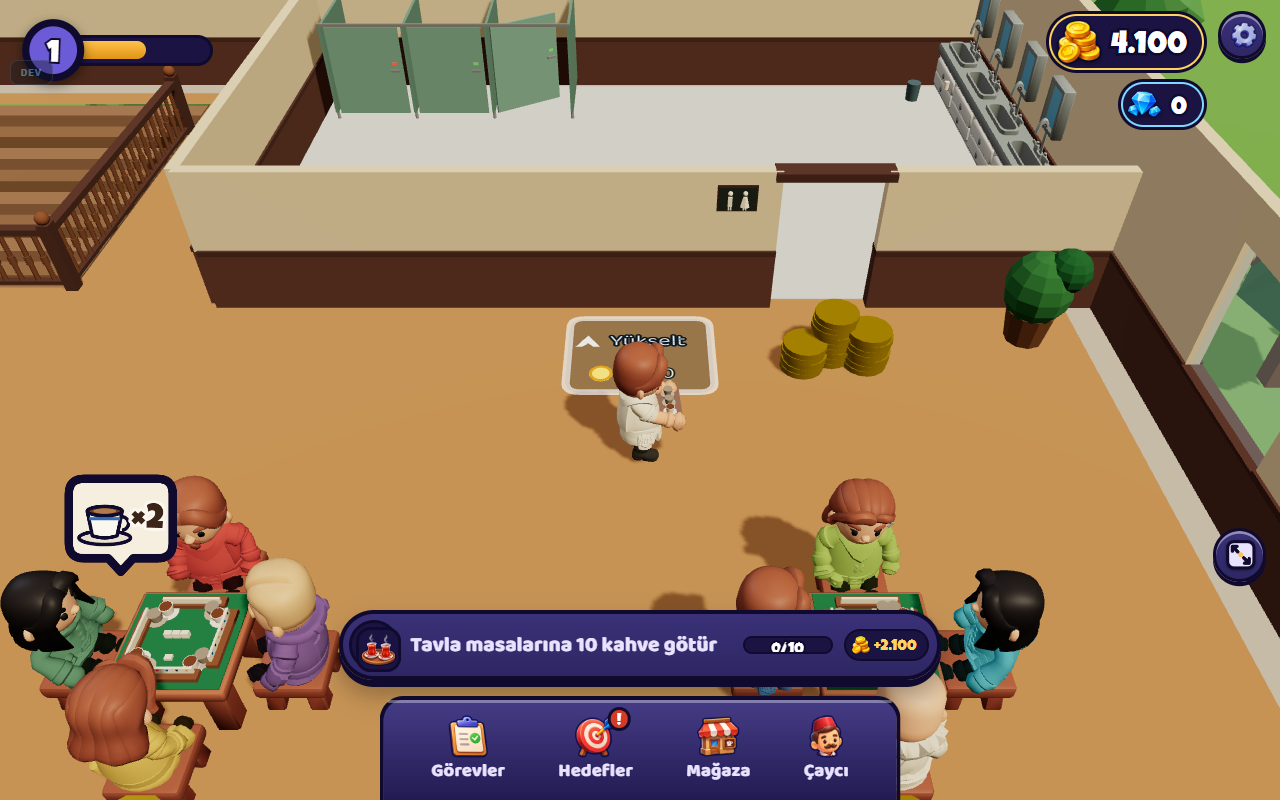 1
DEV
4.100
0
Yükselt
×2
Tavla masalarına 10 kahve götür
0/10
+2.100
Görevler
Hedefler
Mağaza
Çaycı